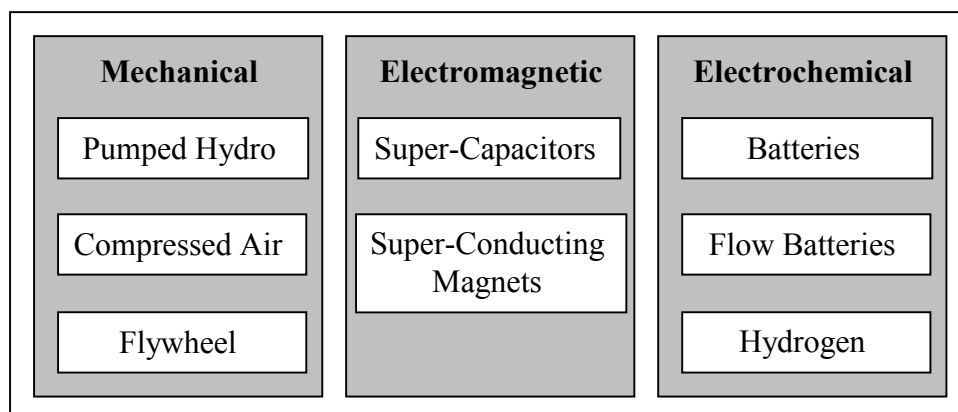 Mechanical
Pumped Hydro
Compressed Air
Flywheel
Electromagnetic
Super-Capacitors
Super-Conducting
Magnets
Electrochemical
Batteries
Flow Batteries
Hydrogen